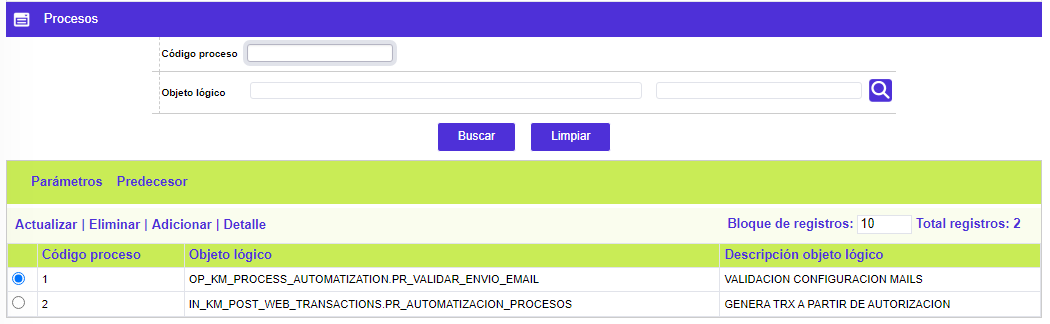 Procesos
Código proceso
Objeto lógico
Buscar Limpiar
Parámetros Predecesor
Actualizar | Eliminar | Adicionar | Detalle Bloque de registros: 10 Total registros: 2
Código proceso Objeto lógico Descripción objeto lógico
1 OP_KM_PROCESS_AUTOMATIZATION.PR_VALIDAR_ENVIO_EMAIL VALIDACION CONFIGURACION MAILS
2 IN_KM_POST_WEB_TRANSACTIONS.PR_AUTOMATIZACION_PROCESOS GENERA TRX A PARTIR DE AUTORIZACION